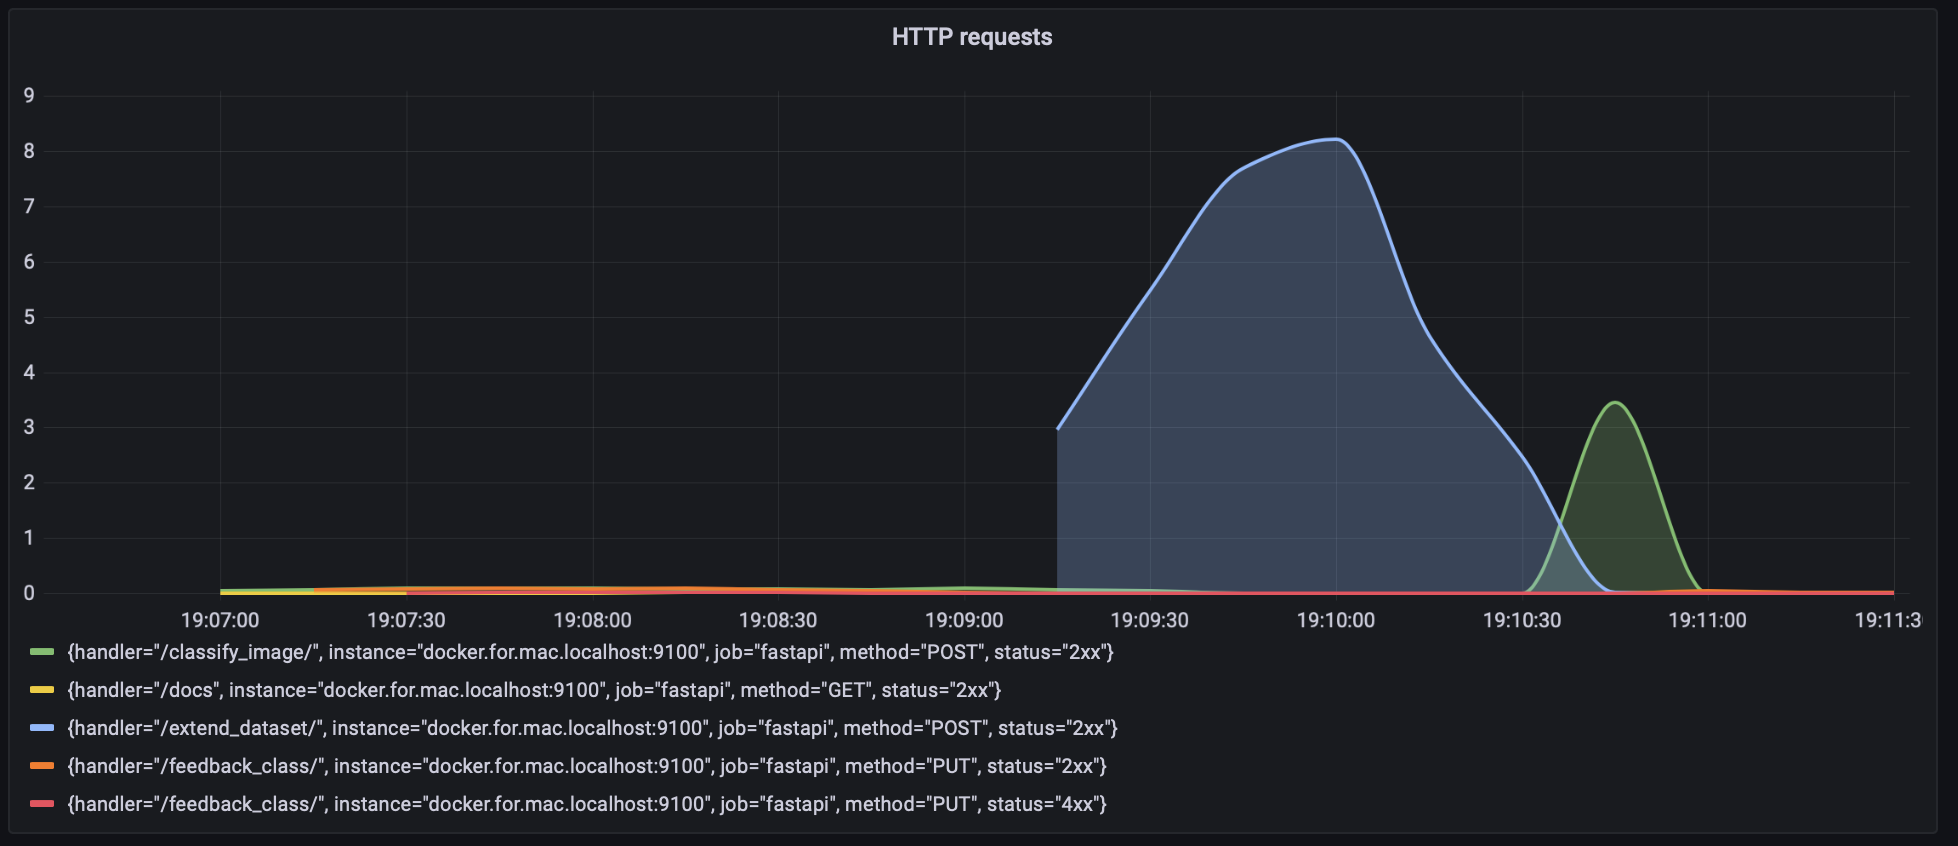 HTTP requests
9
8
7
6
5
4
3
2
1
0
19:07:00 19:07:30 19:08:00 19:08:30 19:09:00 19:09:30 19:10:00 19:10:30 19:11:00 19:11:3
{handler="/classify_image/", instance="docker.for.mac.localhost:9100", job="fastapi", method="POST", status="2xx"}
{handler="/docs", instance="docker.for.mac.localhost:9100", job="fastapi", method="GET", status="2xx"}
{handler="/extend_dataset/", instance="docker.for.mac.localhost:9100", job="fastapi", method="POST", status="2xx"}
{handler="/feedback_class/", instance="docker.for.mac.localhost:9100", job="fastapi", method="PUT", status="2xx"}
{handler="/feedback_class/", instance="docker.for.mac.localhost:9100", job="fastapi", method="PUT", status="4xx"}